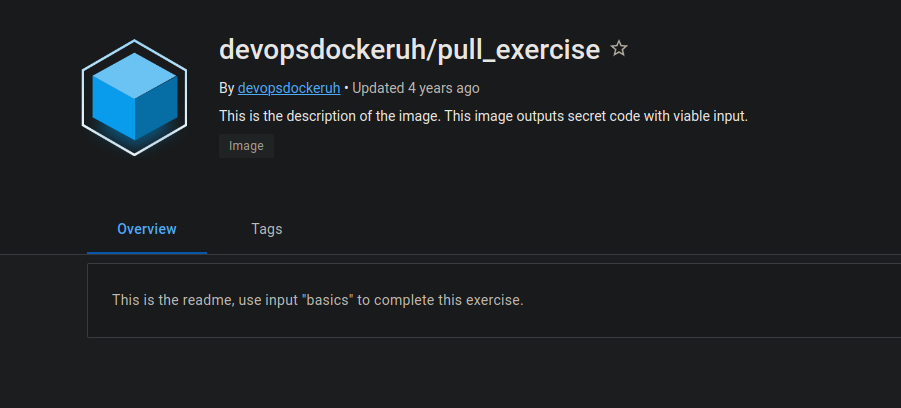 devopsdockeruh/pull_exercise
By devopsdockeruh • Updated 4 years ago
This is the description of the image. This image outputs secret code with viable input.
Image
Overview Tags
This is the readme, use input "basics" to complete this exercise.